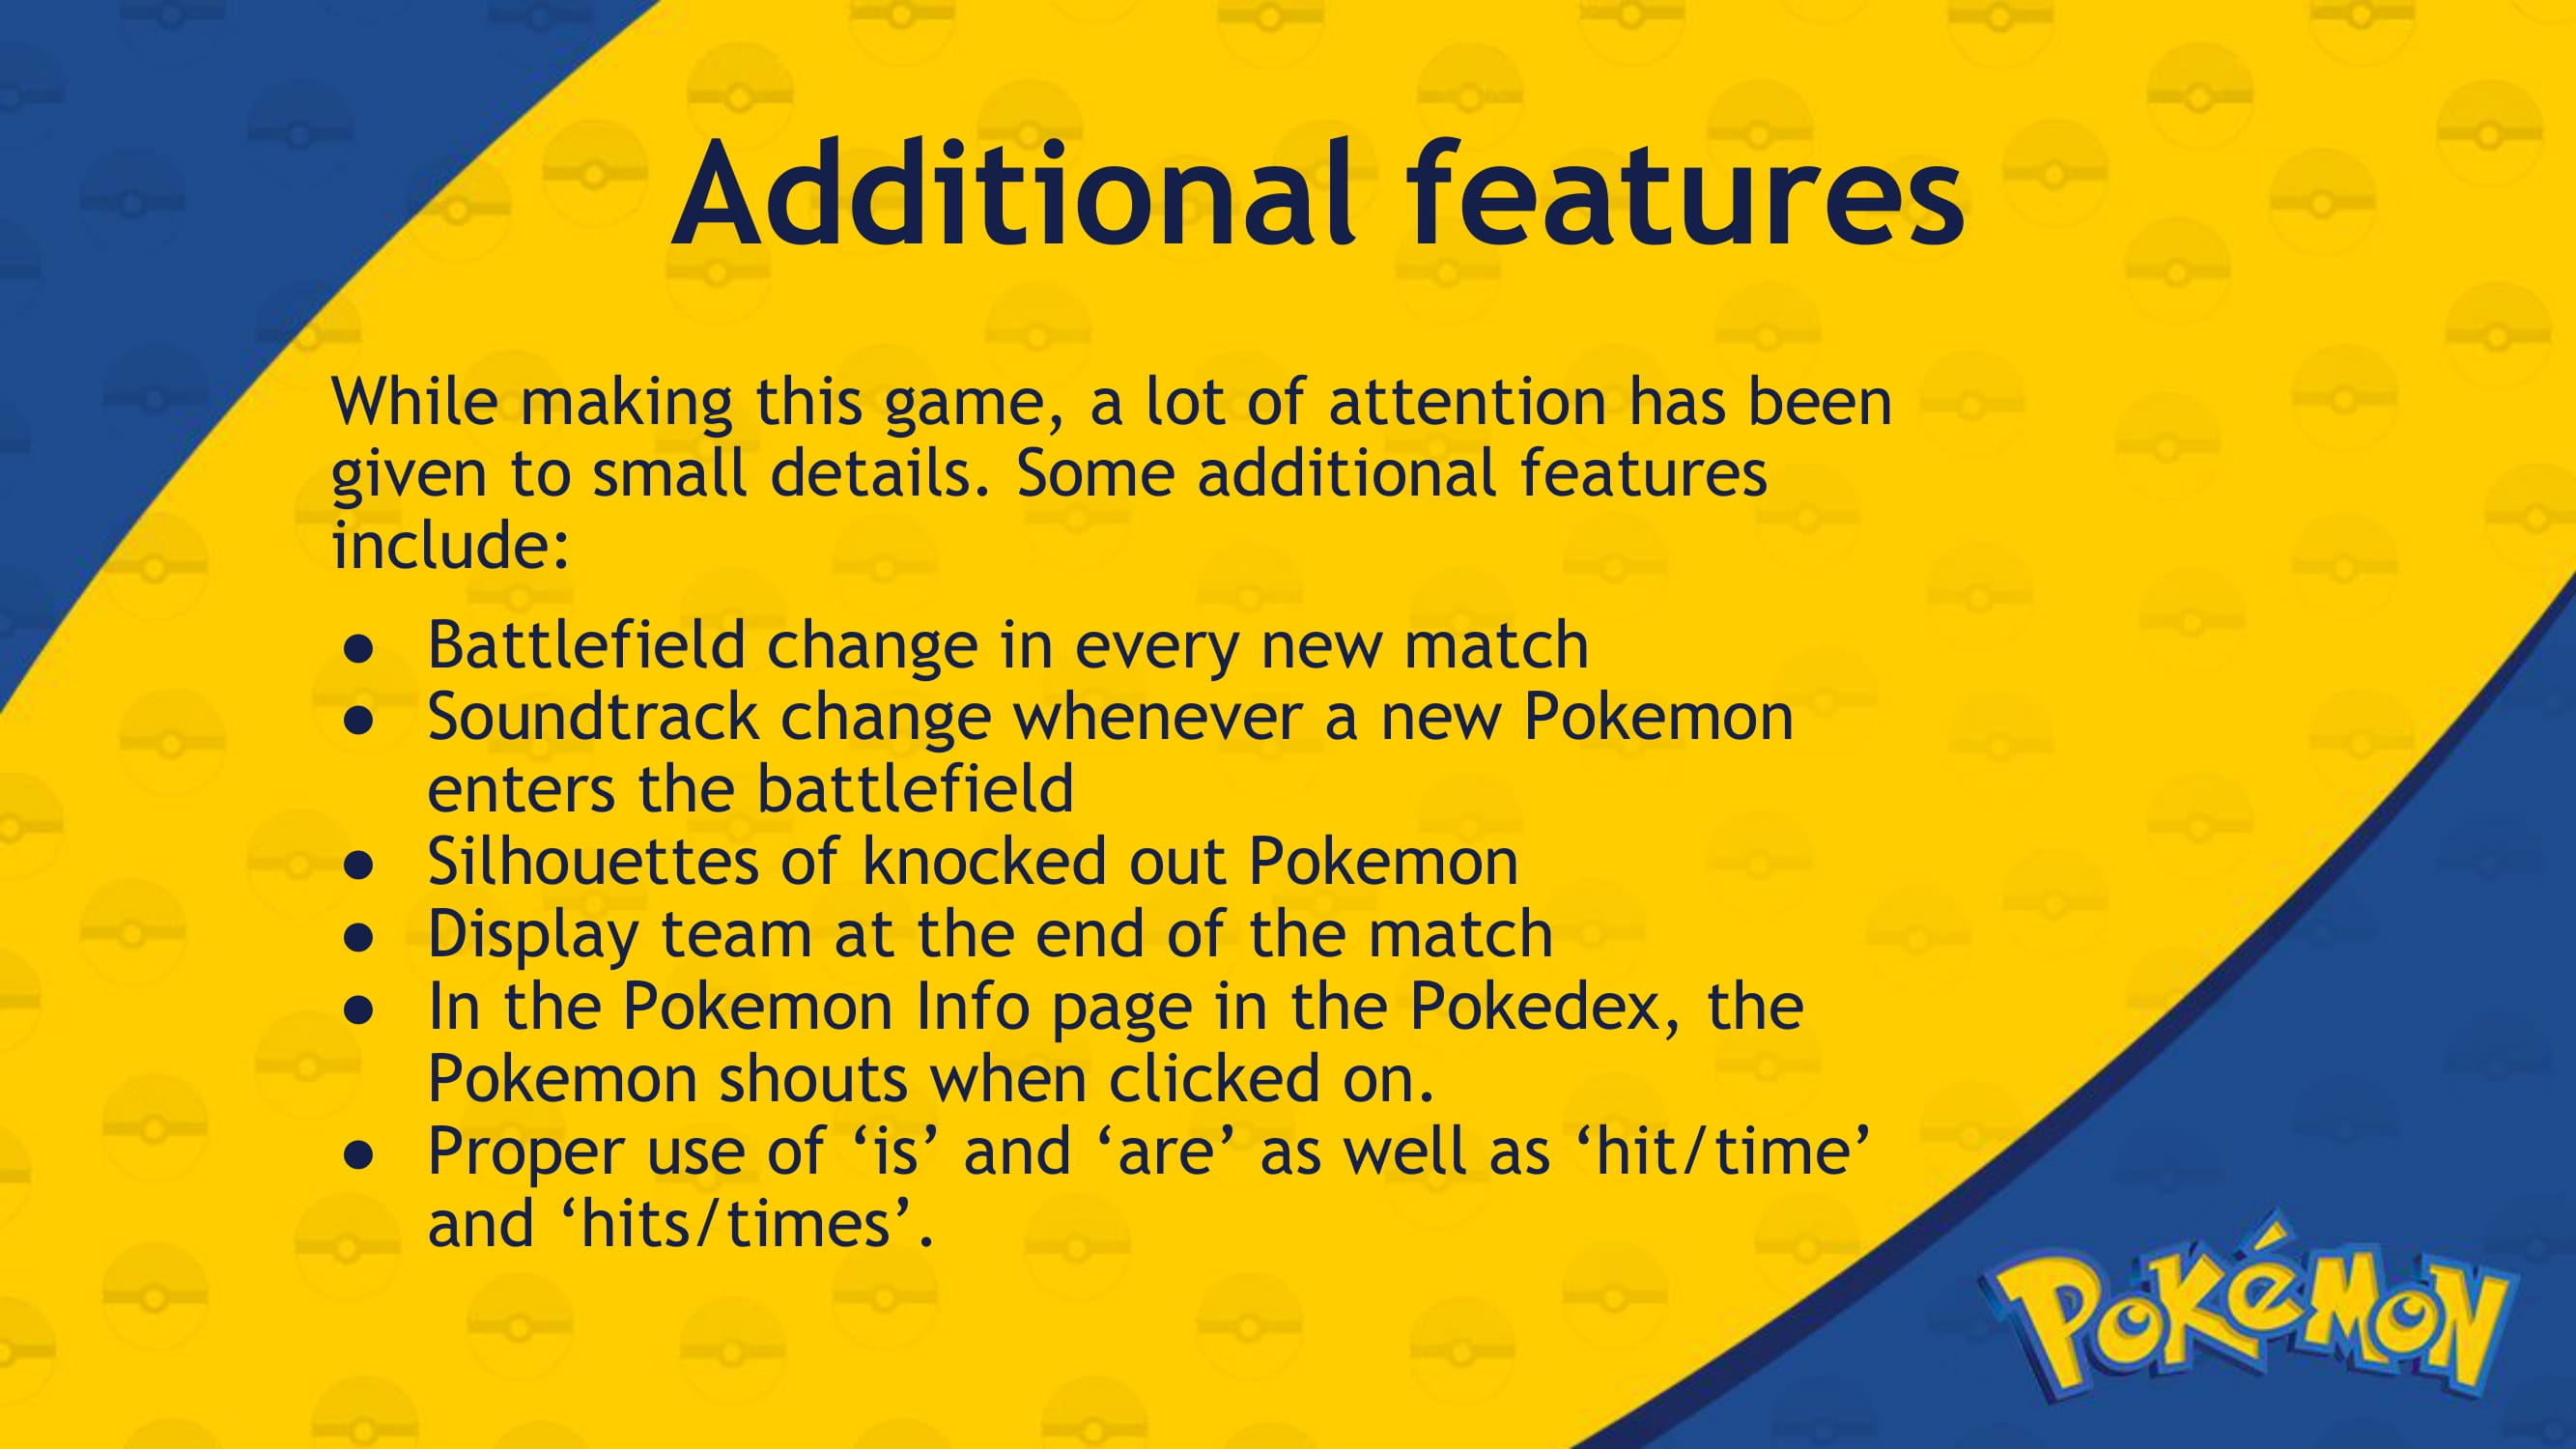 Additional features
While making this game, a lot of attention has been
given to small details. Some additional features
include:
● Battlefield change in every new match
● Soundtrack change whenever a new Pokemon
enters the battlefield
● Silhouettes of knocked out Pokemon
● Display team at the end of the match
● In the Pokemon Info page in the Pokedex, the
Pokemon shouts when clicked on.
● Proper use of ‘is’ and ‘are’ as well as ‘hit/time’
and ‘hits/times’.
POKéMON